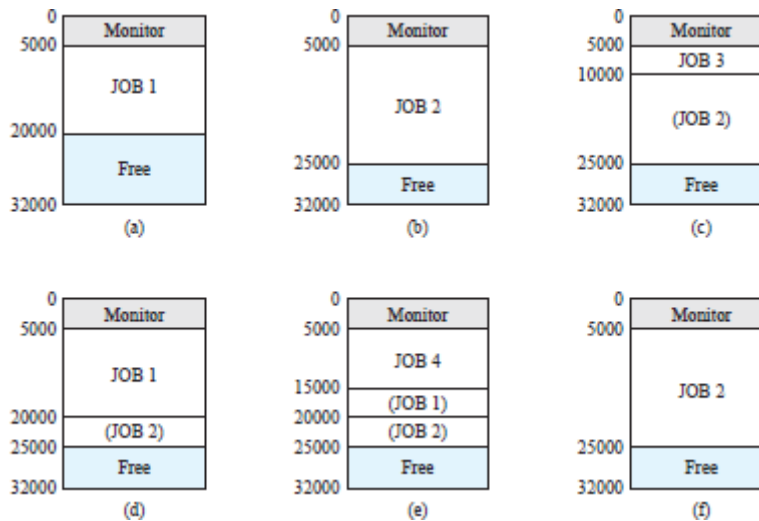 0
Monitor
5000
JOB 1
20000
Free
32000
(a)
0
Monitor
5000
JOB 2
25000
Free
32000
(b)
0
Monitor
5000
JOB 3
10000
(JOB 2)
25000
Free
32000
(c)
0
Monitor
5000
JOB 1
20000
(JOB 2)
25000
Free
32000
(d)
0
Monitor
5000
JOB 4
15000
(JOB 1)
20000
(JOB 2)
25000
Free
32000
(e)
0
Monitor
5000
JOB 2
25000
Free
32000
(f)